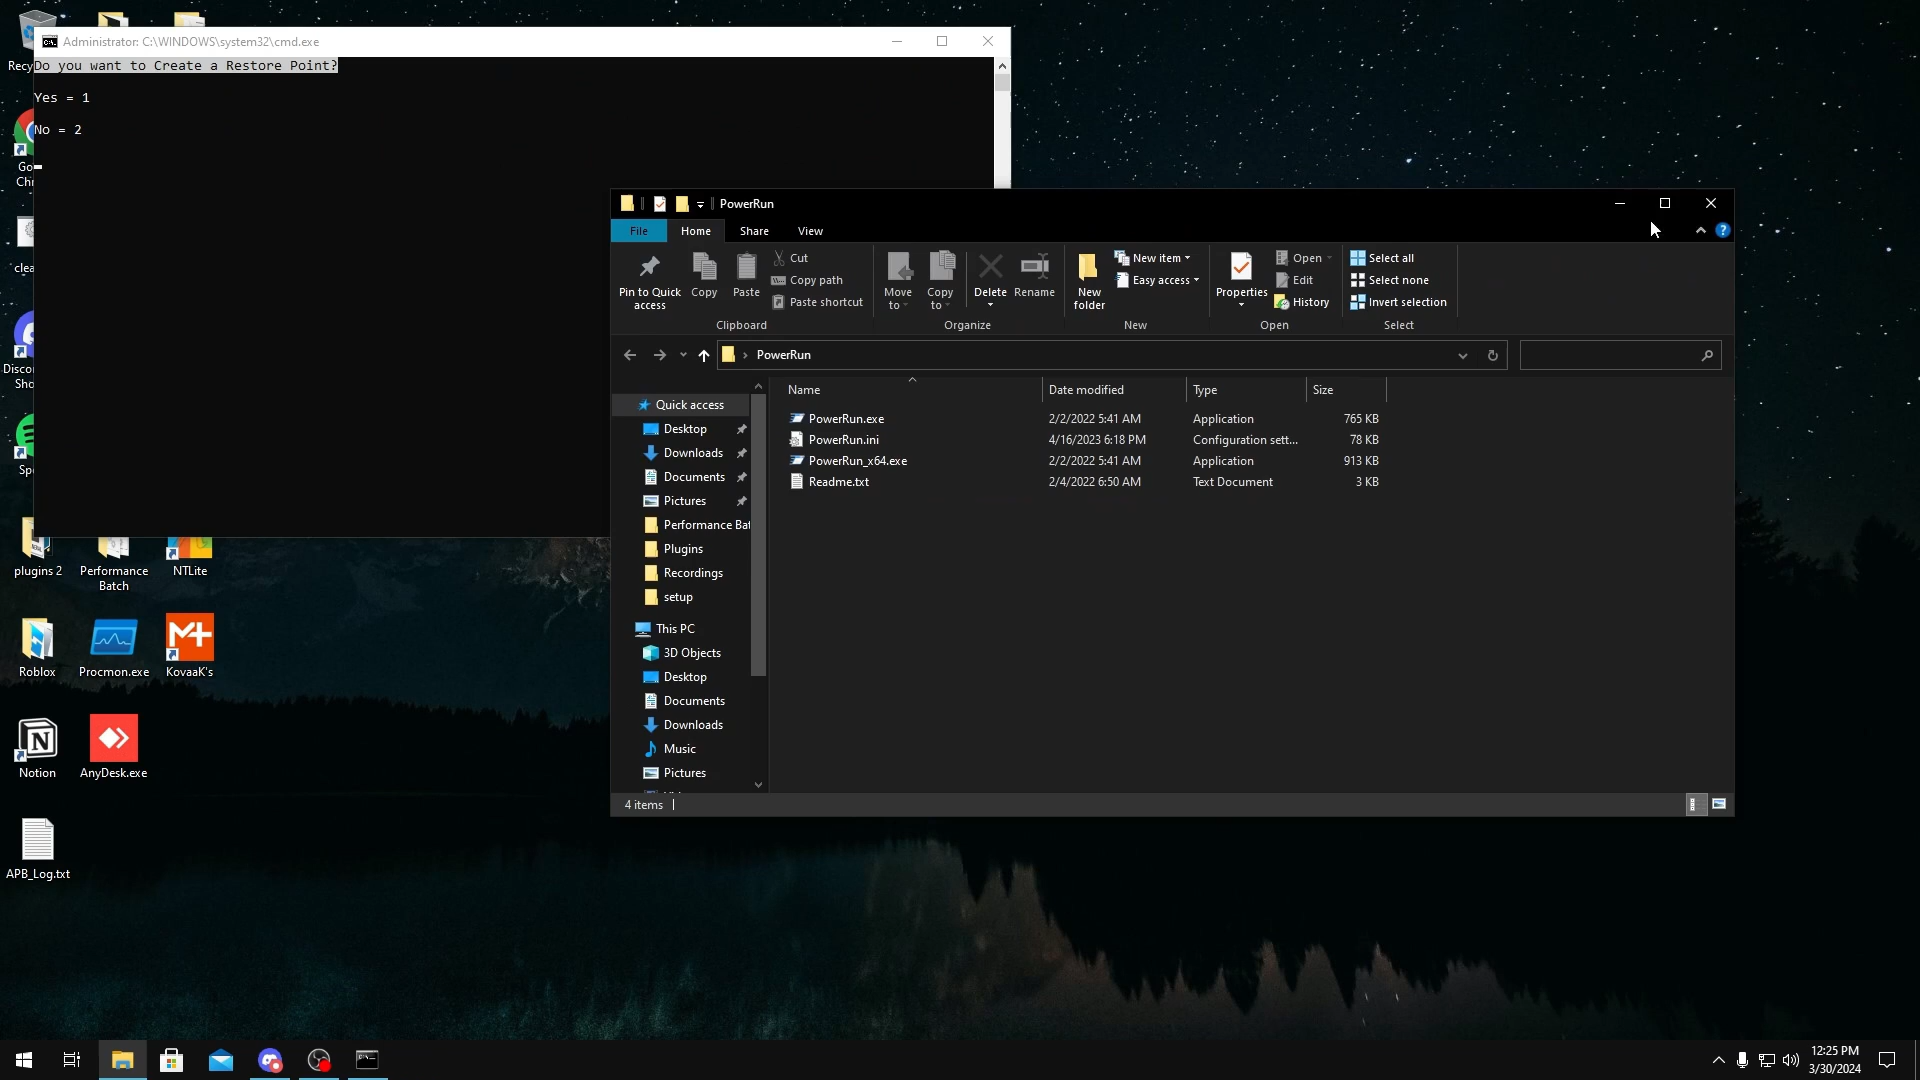 Administrator: C:\WINDOWS\system32\cmd.exe
Do you want to Create a Restore Point?
Yes = 1
No = 2
PowerRun
File
Home
Share
View
Pin to Quick access
Copy
Paste
Cut
Copy path
Paste shortcut
Clipboard
Move to
Copy to
Delete
Rename
Organize
New folder
New item
Easy access
New
Properties
Open
Edit
History
Open
Select all
Select none
Invert selection
Select
PowerRun
Name
Date modified
Type
Size
PowerRun.exe 2/2/2022 5:41 AM Application 765 KB
PowerRun.ini 4/16/2023 6:18 PM Configuration sett... 78 KB
PowerRun_x64.exe 2/2/2022 5:41 AM Application 913 KB
Readme.txt 2/4/2022 6:50 AM Text Document 3 KB
Quick access
Desktop
Downloads
Documents
Pictures
Performance Bat
Plugins
Recordings
setup
This PC
3D Objects
Desktop
Documents
Downloads
Music
Pictures
4 items
Recy
Go
Chr
clea
Discor
Sho
Spo
plugins 2
Performance
Batch
NTLite
Roblox
Procmon.exe
KovaaK's
Notion
AnyDesk.exe
APB_Log.txt
12:25 PM
3/30/2024